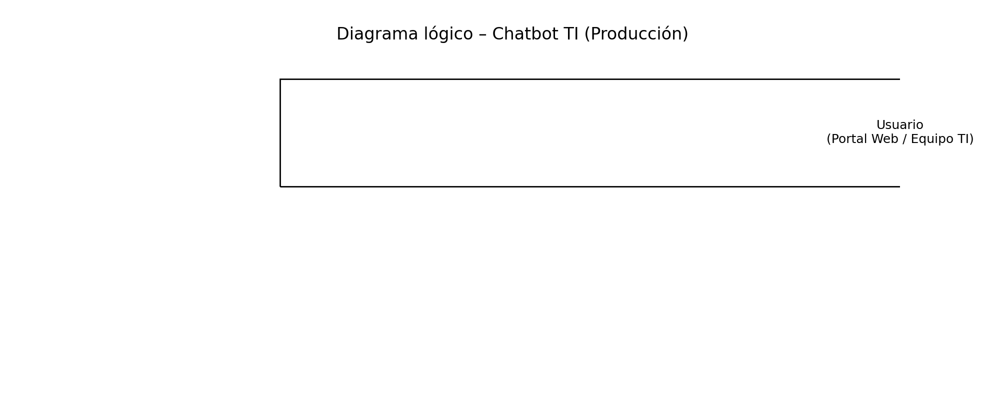 Diagrama lógico – Chatbot TI (Producción)
Usuario
(Portal Web / Equipo TI)